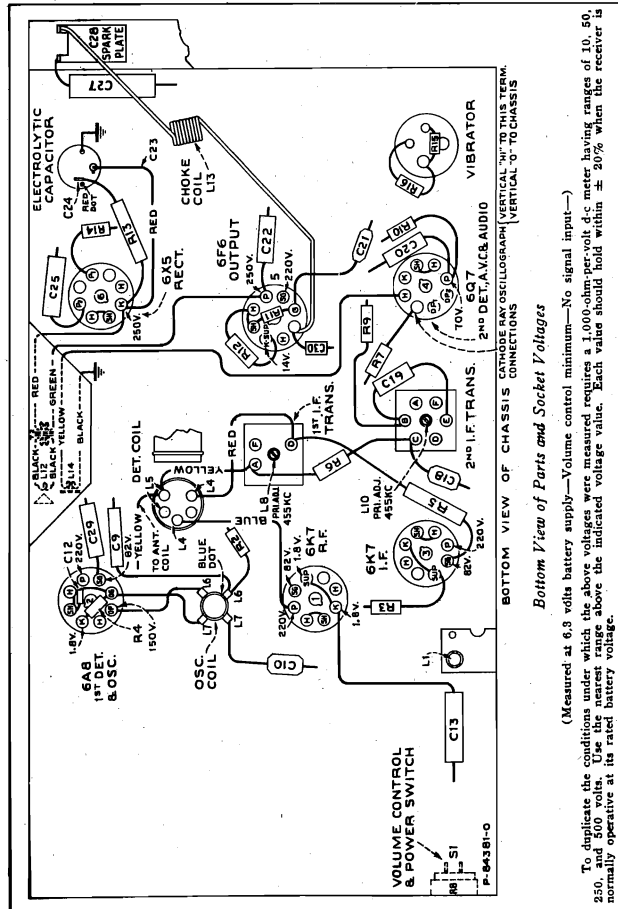 C28
SPARK
PLATE
C27
ELECTROLYTIC
CAPACITOR
C24
RED
DOT
C23
CHOKE
COIL
L13
VIBRATOR
R15
R16
C25
R14
R13
RED
6X5
RECT.
250V.
6F6
OUTPUT
250V.
C22
220V.
R11
R12
14V.
C30
C21
R10
C20
6Q7
2ND DET., A.V.C. & AUDIO
70V.
R9
R7
C19
RED
GREEN
YELLOW
BLACK
BLACK
BLACK
L12
L14
DET. COIL
YELLOW
RED
1ST I.F.
TRANS.
L8
PRI. ADJ.
455KC
R6
2ND I.F. TRANS.
C18
L10
PRI. ADJ.
455KC
R5
L5
L4
L4
TO ANT.
COIL
BLUE
YELLOW
C12
220V.
C29
82V.
C9
1.8V.
6A8
1ST DET.
& OSC.
R4
150V.
BLUE
DOT
R2
L6
L6
L7
L7
OSC.
COIL
C10
6K7
R.F.
82V.
1.8V.
220V.
1.8V.
6K7
I.F.
220V.
82V.
R3
L1
C13
VOLUME CONTROL
& POWER SWITCH
S1
R8
P-84381-0
BOTTOM VIEW OF CHASSIS
CATHODE RAY OSCILLOGRAPH CONNECTIONS
VERTICAL "HI" TO THIS TERM.
VERTICAL "O" TO CHASSIS
Bottom View of Parts and Socket Voltages
(Measured at 6.3 volts battery supply—Volume control minimum—No signal input—)
To duplicate the conditions under which the above voltages were measured requires a 1,000-ohm-per-volt d-c meter having ranges of 10, 50,
250, and 500 volts. Use the nearest range above the indicated voltage value. Each value should hold within ± 20% when the receiver is
normally operative at its rated battery voltage.